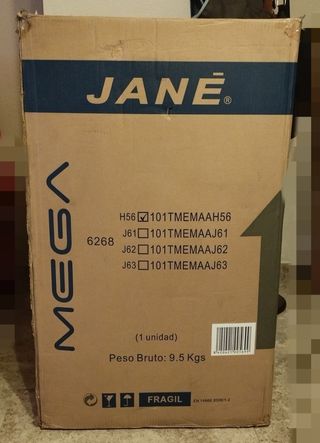 JANÉ®
MEGA
6268
H56 101TMEMAAH56
J61 101TMEMAAJ61
J62 101TMEMAAJ62
J63 101TMEMAAJ63
1
(1 unidad)
Peso Bruto: 9.5 Kgs
FRAGIL